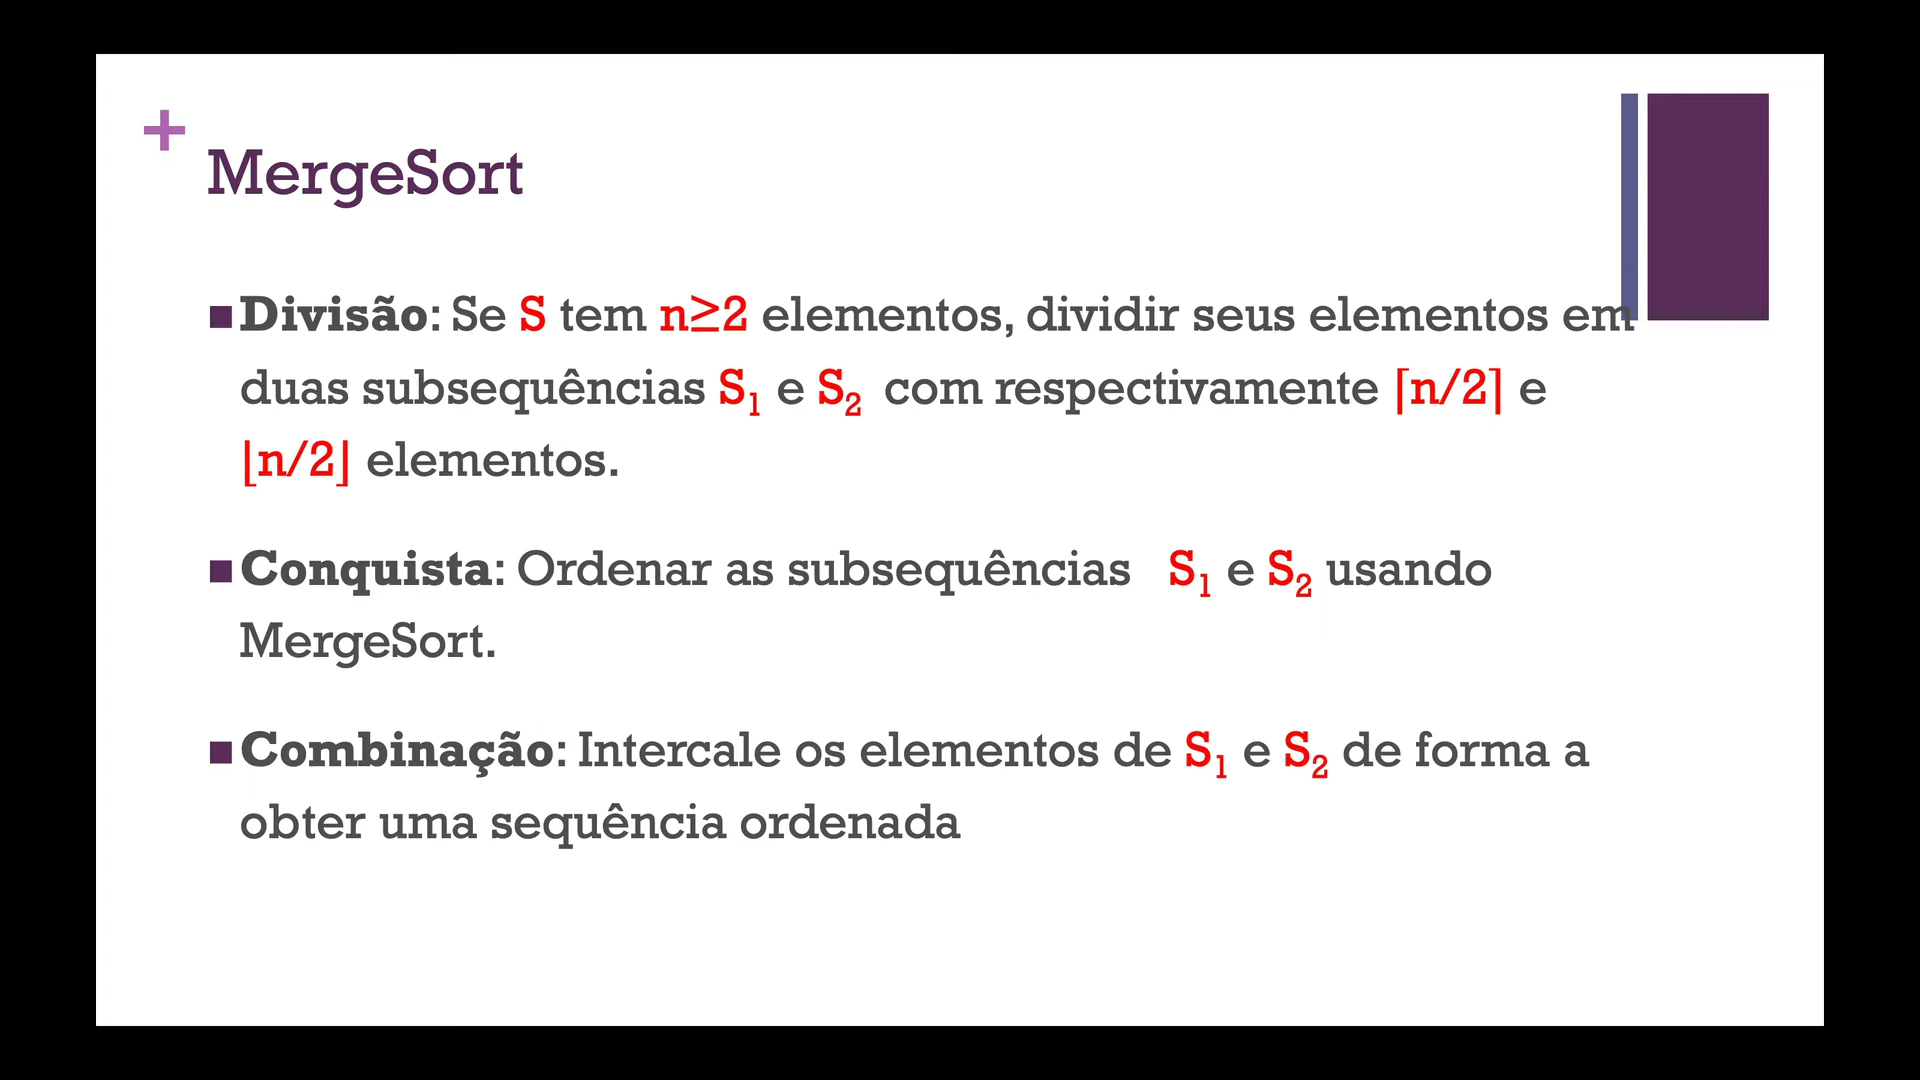 +
MergeSort
■ Divisão: Se S tem n≥2 elementos, dividir seus elementos em
duas subsequências S₁ e S₂ com respectivamente ⌈n/2⌉ e
⌊n/2⌋ elementos.
■ Conquista: Ordenar as subsequências S₁ e S₂ usando
MergeSort.
■ Combinação: Intercale os elementos de S₁ e S₂ de forma a
obter uma sequência ordenada